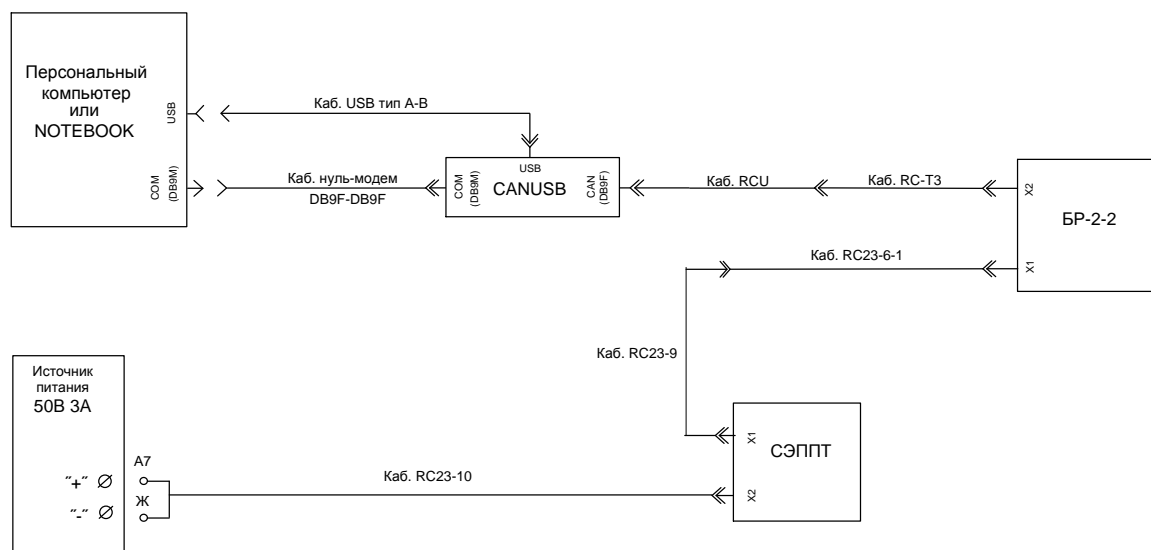 Персональный
компьютер
или
NOTEBOOK
USB
COM
(DB9M)
Каб. USB тип A-B
Каб. нуль-модем
DB9F-DB9F
USB
COM
(DB9M)
CANUSB
CAN
(DB9F)
Каб. RCU
Каб. RC-T3
X2
БР-2-2
X1
Каб. RC23-6-1
Каб. RC23-9
Источник
питания
50В 3А
"+"
"-"
А7
Ж
Каб. RC23-10
X1
СЭППТ
X2